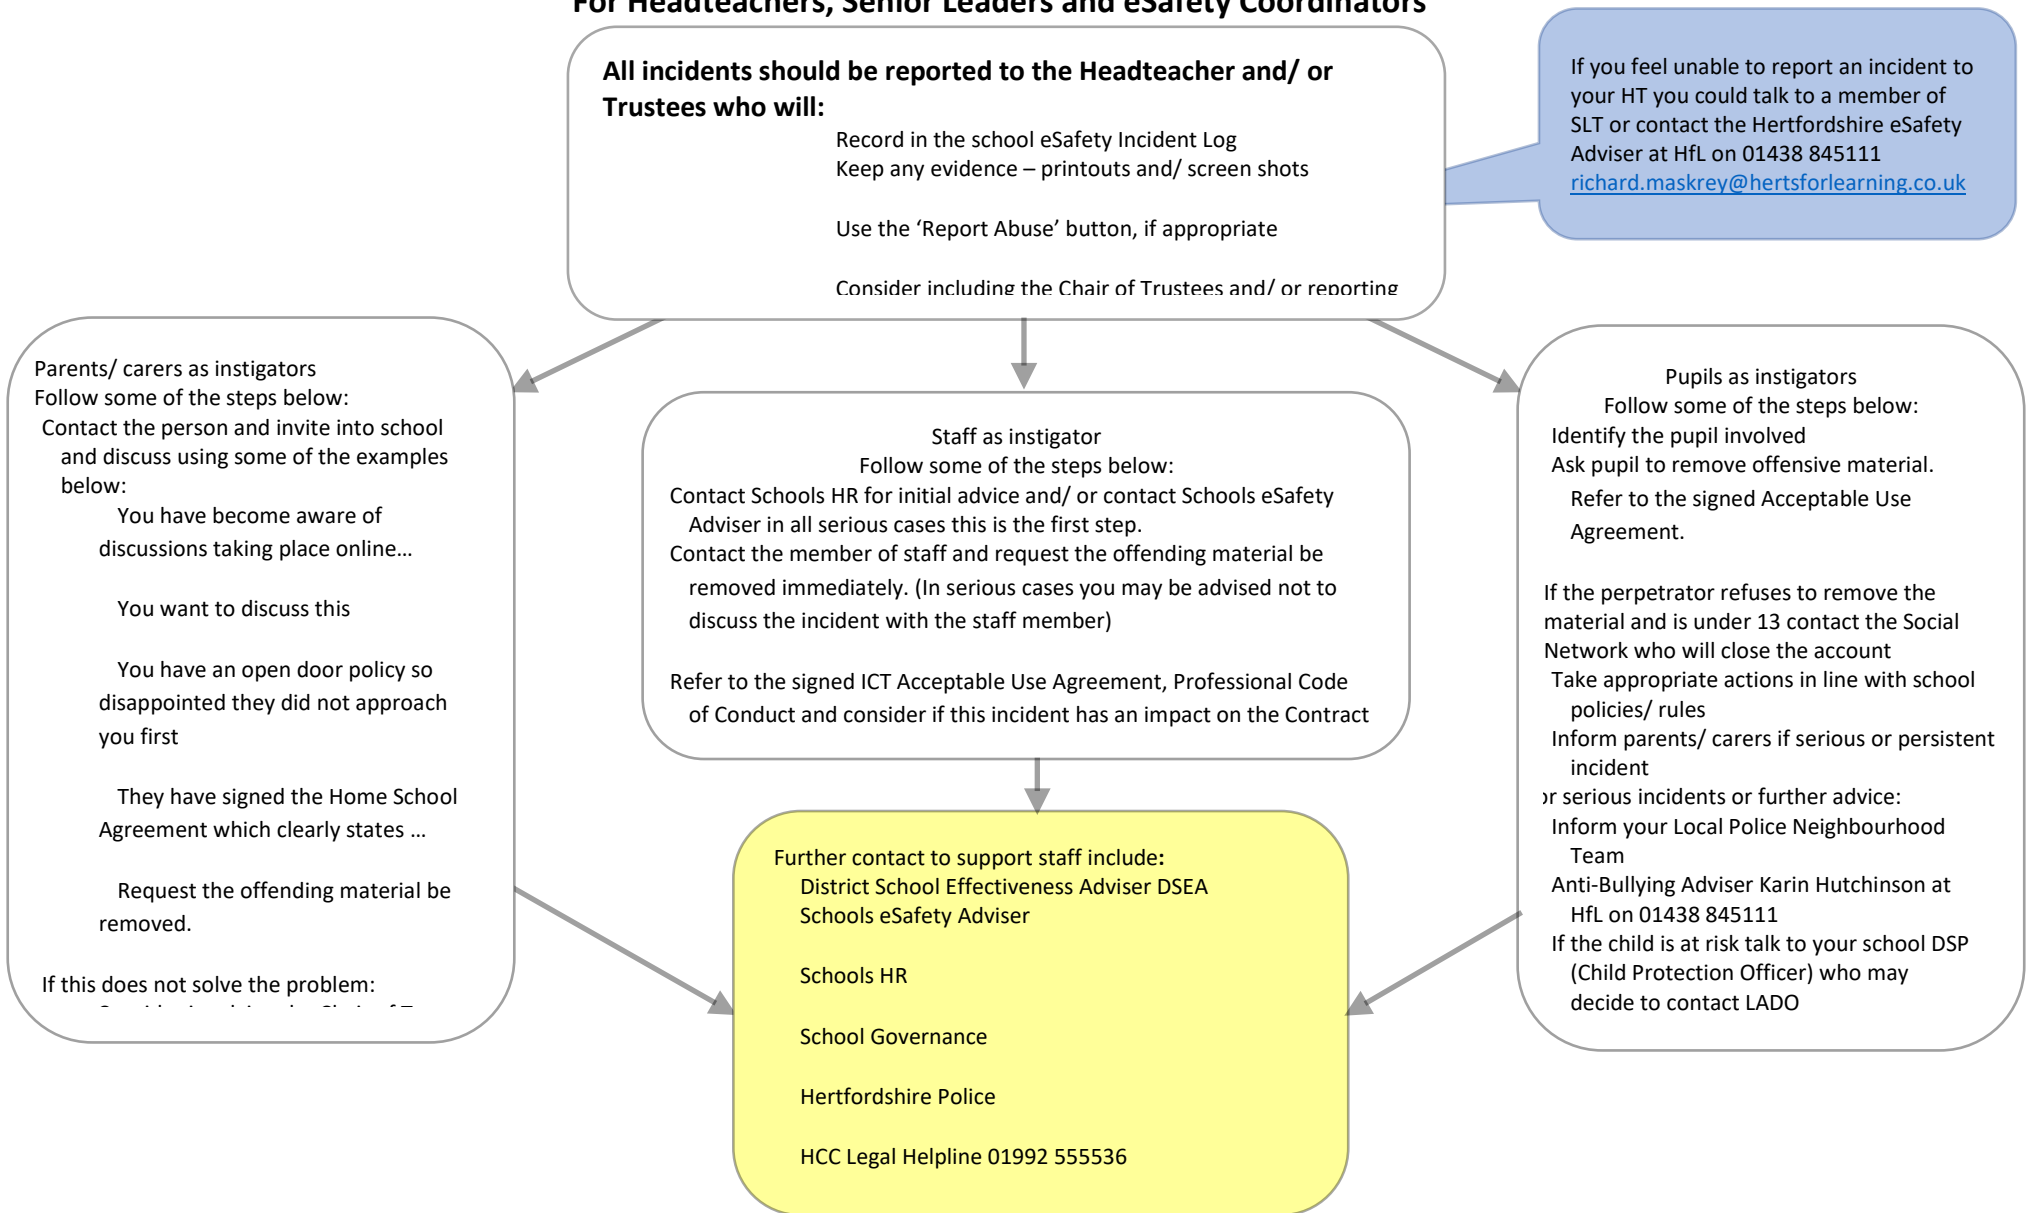 For Headteachers, Senior Leaders and eSafety Coordinators
All incidents should be reported to the Headteacher and/ or
Trustees who will:
Record in the school eSafety Incident Log
Keep any evidence – printouts and/ screen shots
Use the ‘Report Abuse’ button, if appropriate
Consider including the Chair of Trustees and/ or reporting
If you feel unable to report an incident to
your HT you could talk to a member of
SLT or contact the Hertfordshire eSafety
Adviser at HfL on 01438 845111
richard.maskrey@hertsforlearning.co.uk
Parents/ carers as instigators
Follow some of the steps below:
Contact the person and invite into school
and discuss using some of the examples
below:
You have become aware of
discussions taking place online…
You want to discuss this
You have an open door policy so
disappointed they did not approach
you first
They have signed the Home School
Agreement which clearly states …
Request the offending material be
removed.
If this does not solve the problem:
Staff as instigator
Follow some of the steps below:
Contact Schools HR for initial advice and/ or contact Schools eSafety
Adviser in all serious cases this is the first step.
Contact the member of staff and request the offending material be
removed immediately. (In serious cases you may be advised not to
discuss the incident with the staff member)
Refer to the signed ICT Acceptable Use Agreement, Professional Code
of Conduct and consider if this incident has an impact on the Contract
Pupils as instigators
Follow some of the steps below:
Identify the pupil involved
Ask pupil to remove offensive material.
Refer to the signed Acceptable Use
Agreement.
If the perpetrator refuses to remove the
material and is under 13 contact the Social
Network who will close the account
Take appropriate actions in line with school
policies/ rules
Inform parents/ carers if serious or persistent
incident
or serious incidents or further advice:
Inform your Local Police Neighbourhood
Team
Anti-Bullying Adviser Karin Hutchinson at
HfL on 01438 845111
If the child is at risk talk to your school DSP
(Child Protection Officer) who may
decide to contact LADO
Further contact to support staff include:
District School Effectiveness Adviser DSEA
Schools eSafety Adviser
Schools HR
School Governance
Hertfordshire Police
HCC Legal Helpline 01992 555536